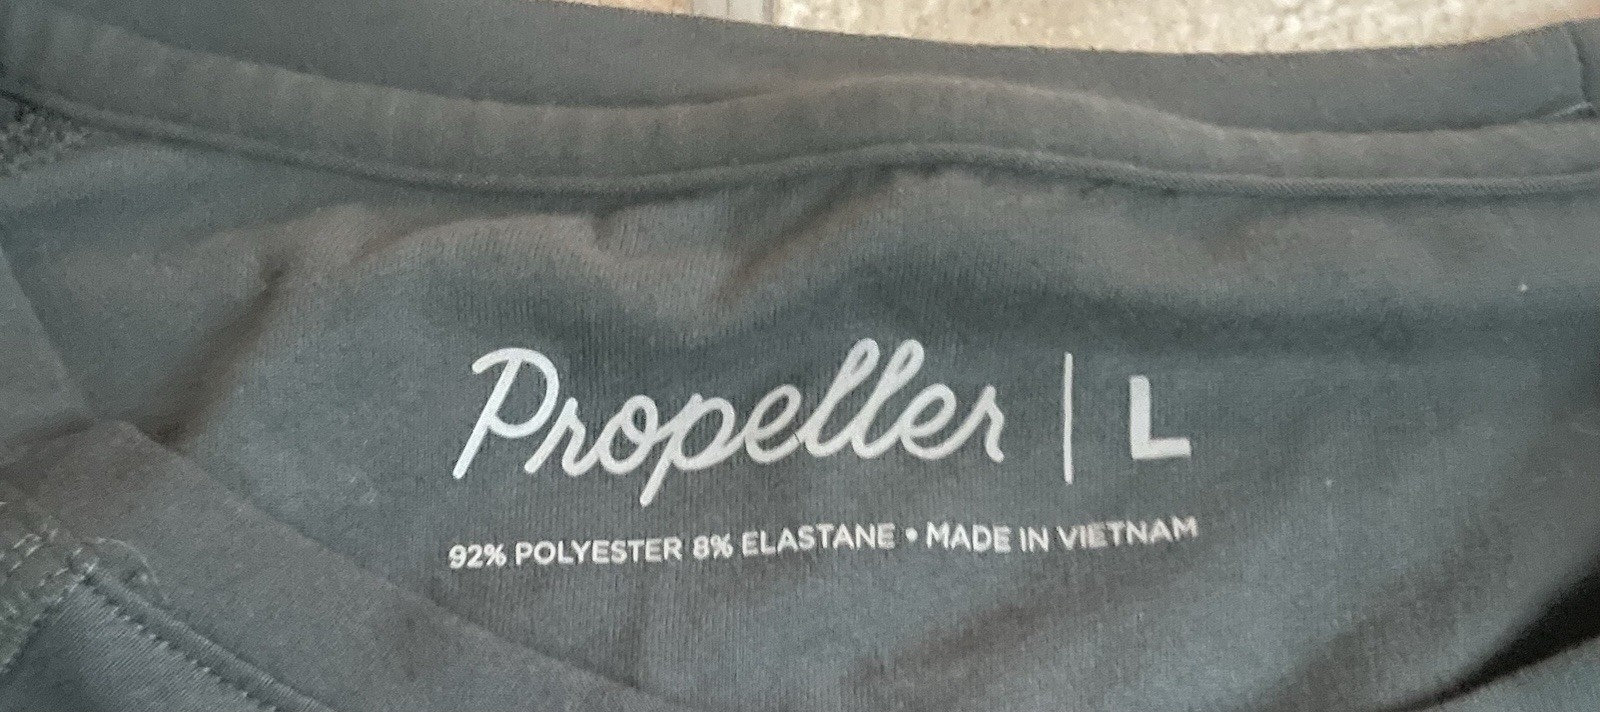 Propeller | L
92% POLYESTER 8% ELASTANE • MADE IN VIETNAM